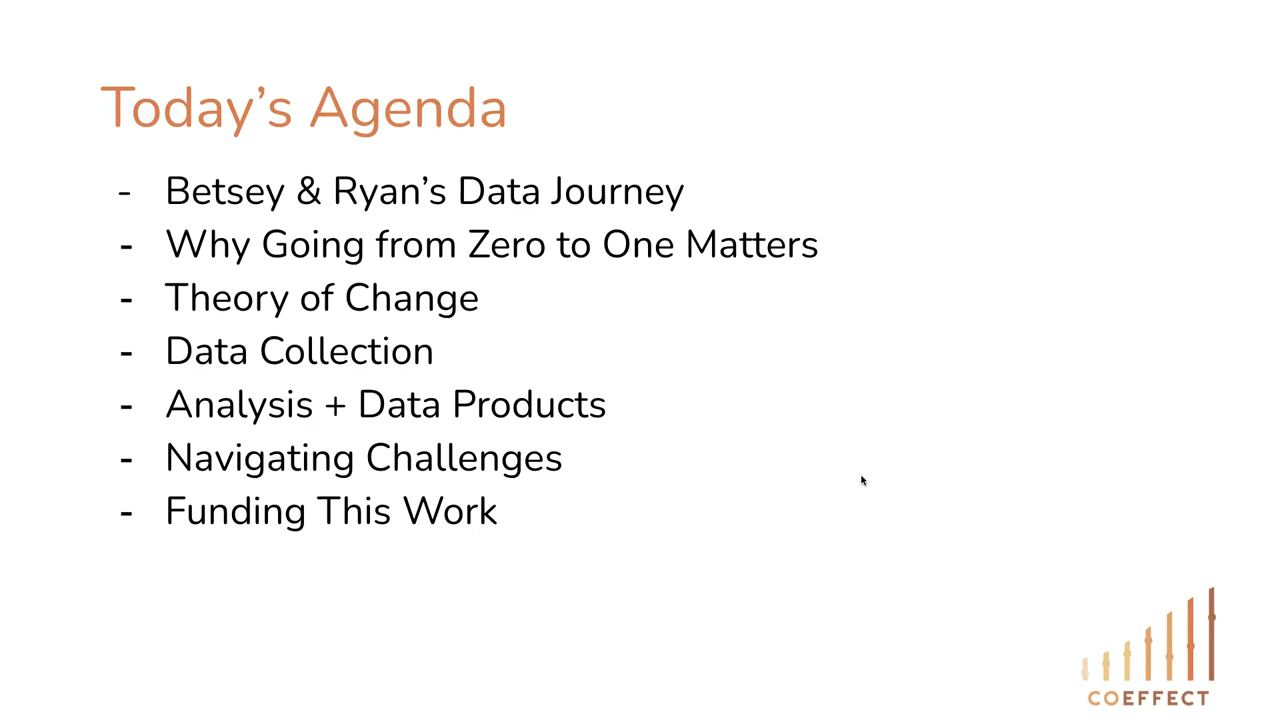 Today's Agenda
- Betsey & Ryan's Data Journey
- Why Going from Zero to One Matters
- Theory of Change
- Data Collection
- Analysis + Data Products
- Navigating Challenges
- Funding This Work
COEFFECT